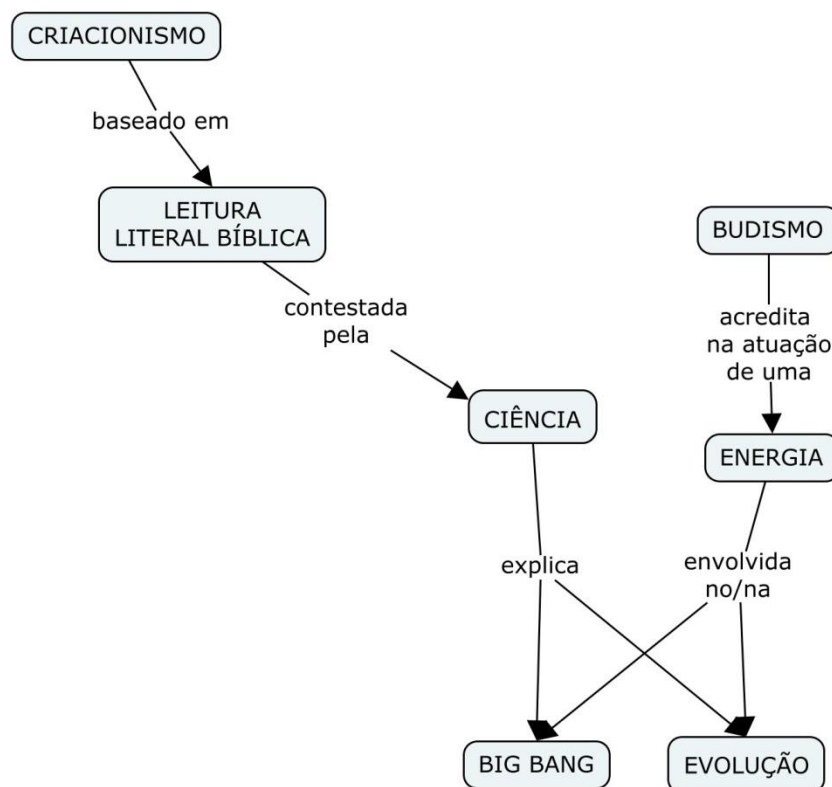 CRIACIONISMO
baseado em
LEITURA
LITERAL BÍBLICA
contestada
pela
CIÊNCIA
explica
BUDISMO
acredita
na atuação
de uma
ENERGIA
envolvida
no/na
BIG BANG
EVOLUÇÃO